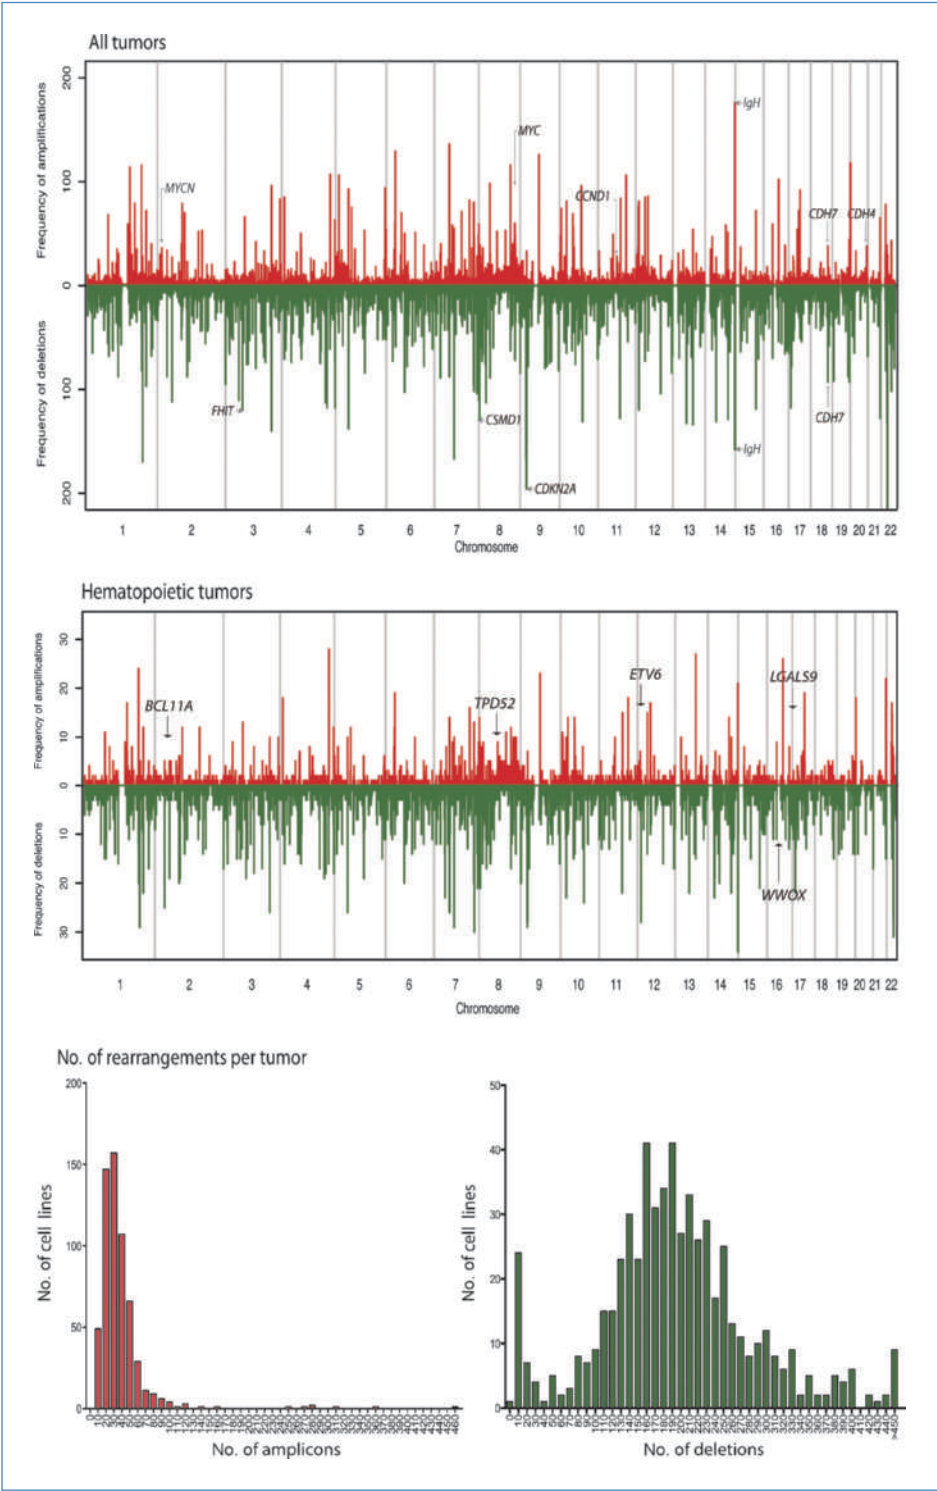 All tumors
Frequency of amplifications
Frequency of deletions
200
100
0
100
200
MYCN
MYC
CCND1
IgH
CDH7
CDH4
FHIT
CSMD1
CDKN2A
CDH7
IgH
1 2 3 4 5 6 7 8 9 10 11 12 13 14 15 16 17 18 19 20 21 22
Chromosome
Hematopoietic tumors
Frequency of amplifications
Frequency of deletions
30
20
10
0
10
20
30
BCL11A
TPD52
ETV6
LGALS9
WWOX
1 2 3 4 5 6 7 8 9 10 11 12 13 14 15 16 17 18 19 20 21 22
Chromosome
No. of rearrangements per tumor
No. of cell lines
200
150
100
50
0
No. of amplicons
No. of cell lines
50
40
30
20
10
0
No. of deletions